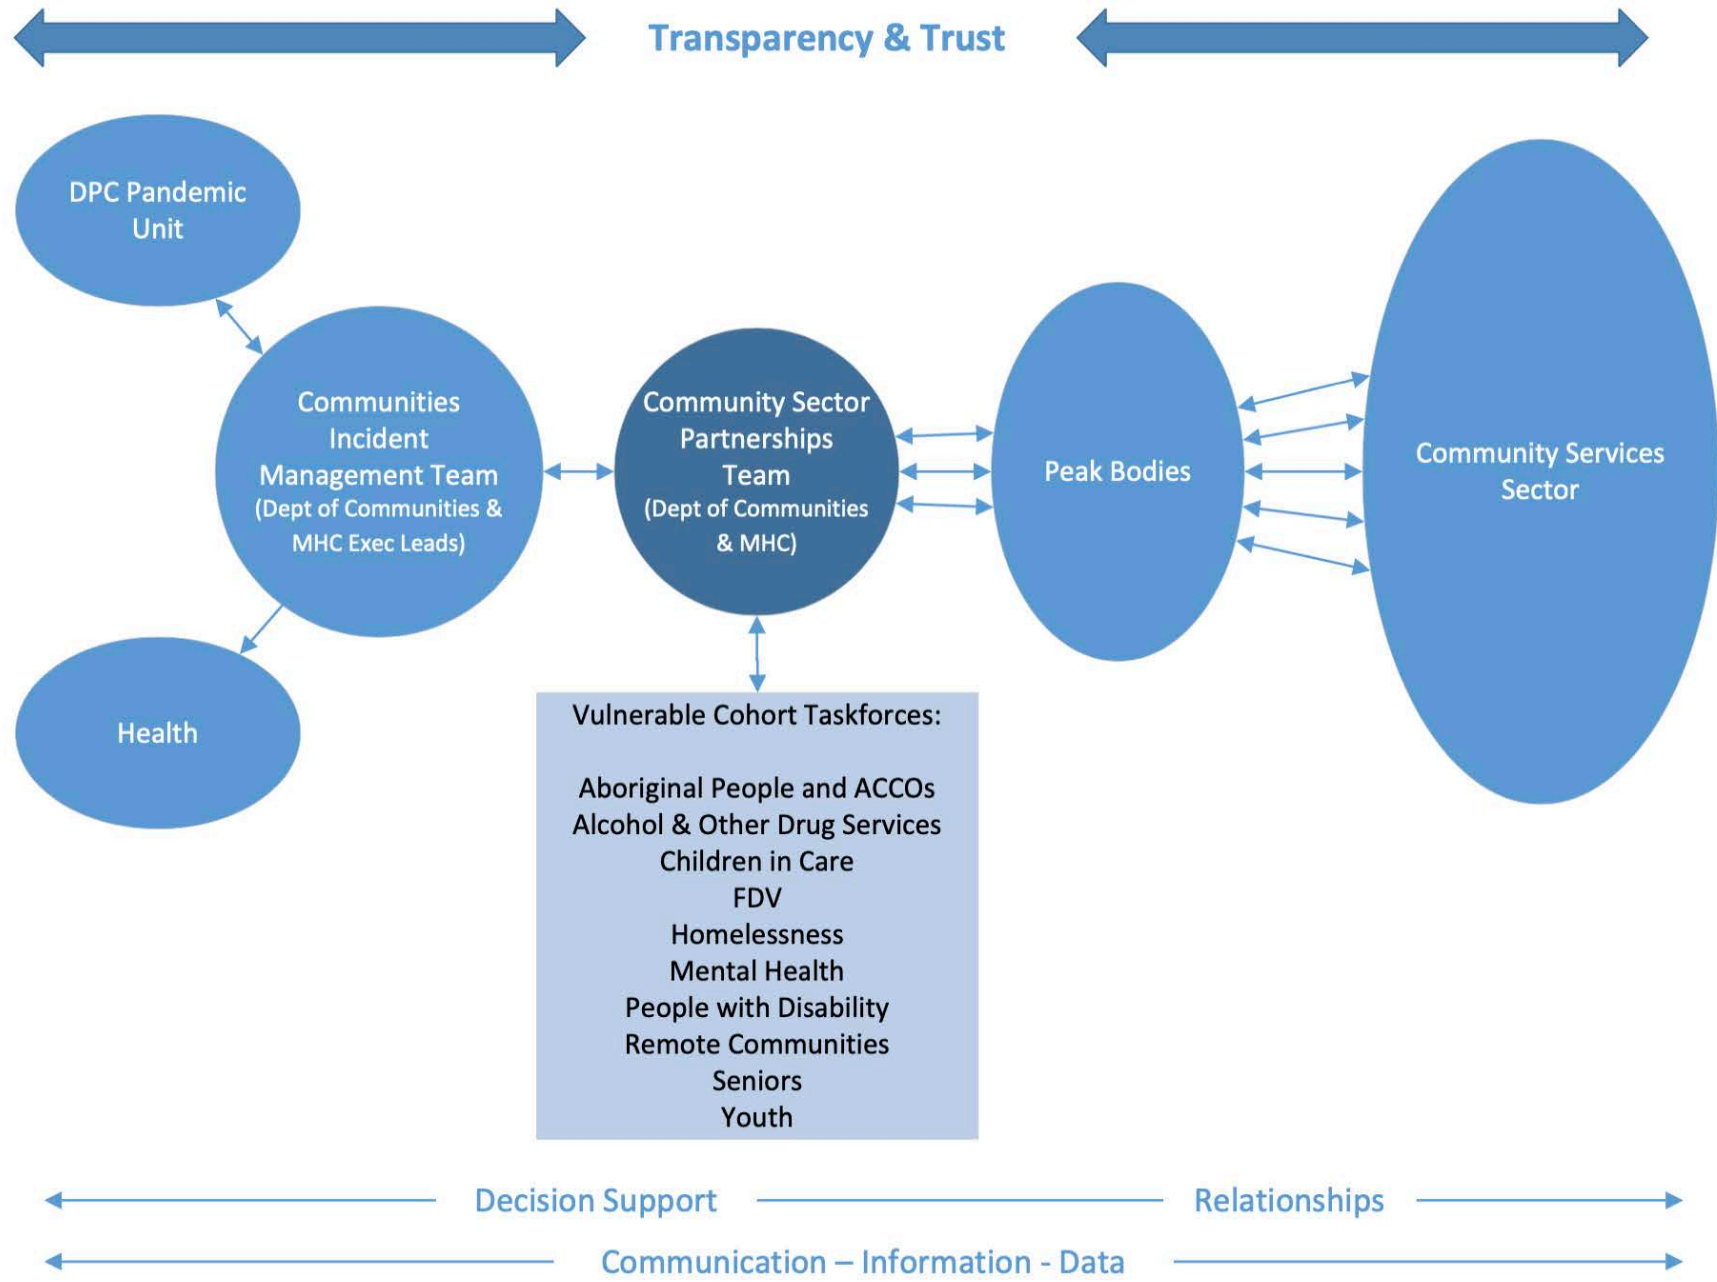 Transparency & Trust
DPC Pandemic
Unit
Communities
Incident
Management Team
(Dept of Communities &
MHC Exec Leads)
Health
Community Sector
Partnerships
Team
(Dept of Communities
& MHC)
Peak Bodies
Community Services
Sector
Vulnerable Cohort Taskforces:
Aboriginal People and ACCOs
Alcohol & Other Drug Services
Children in Care
FDV
Homelessness
Mental Health
People with Disability
Remote Communities
Seniors
Youth
Decision Support
Relationships
Communication – Information - Data